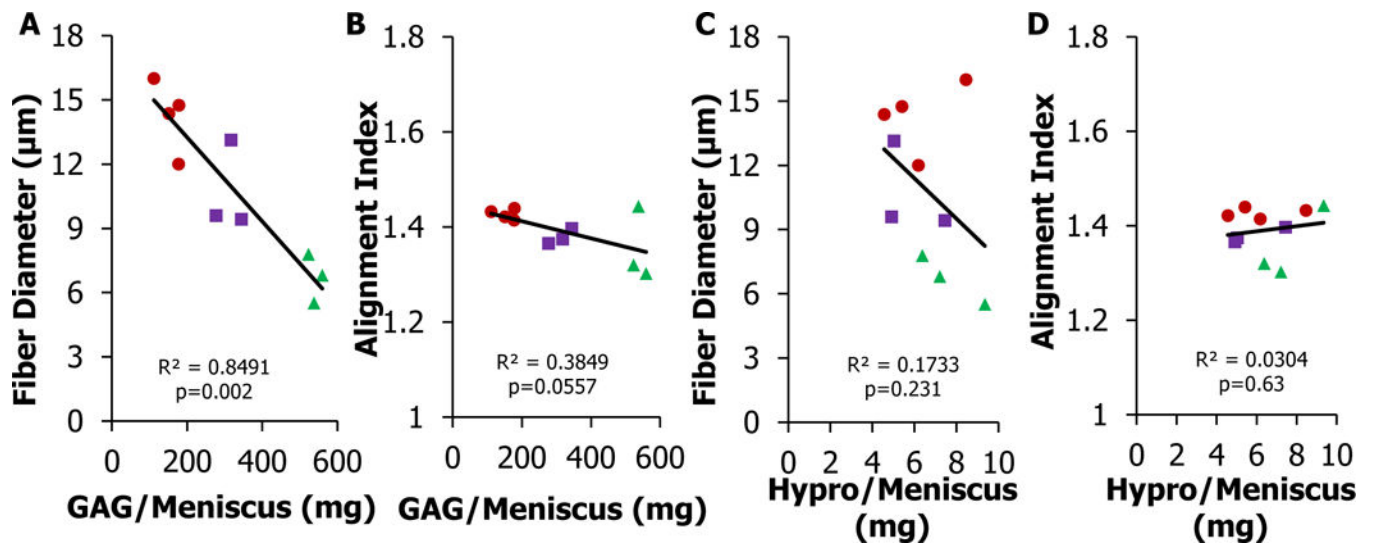 A
Fiber Diameter (µm)
18
15
12
9
6
3
0
R² = 0.8491
p=0.002
0 200 400 600
GAG/Meniscus (mg)
B
Alignment Index
1.8
1.6
1.4
1.2
1
R² = 0.3849
p=0.0557
0 200 400 600
GAG/Meniscus (mg)
C
Fiber Diameter (µm)
18
15
12
9
6
3
0
R² = 0.1733
p=0.231
0 2 4 6 8 10
Hypro/Meniscus
(mg)
D
Alignment Index
1.8
1.6
1.4
1.2
1
R² = 0.0304
p=0.63
0 2 4 6 8 10
Hypro/Meniscus
(mg)